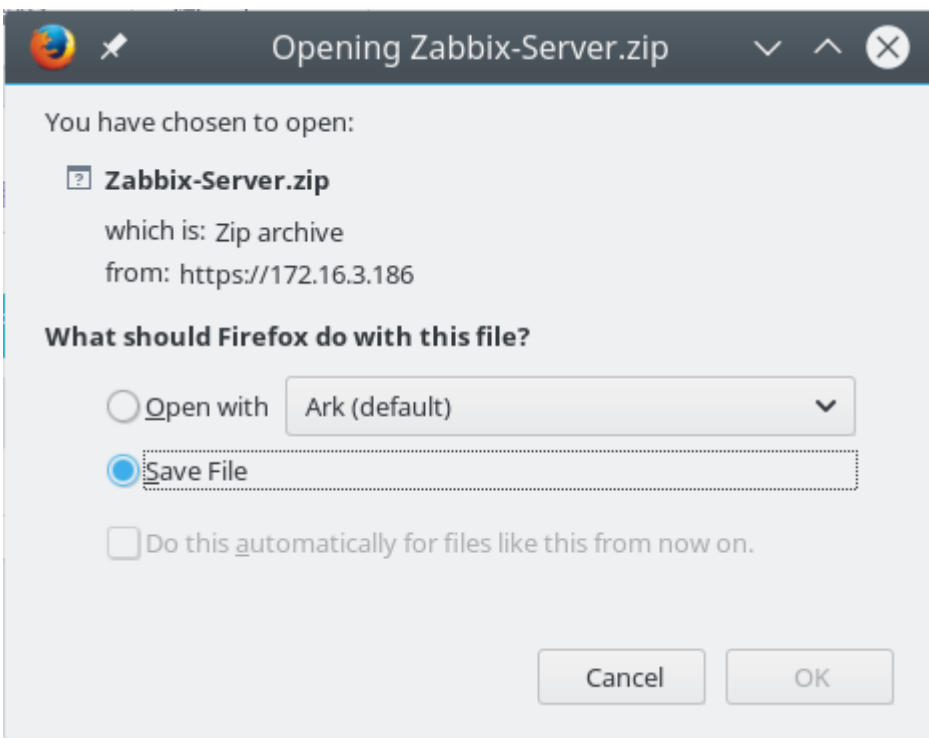 Opening Zabbix-Server.zip
You have chosen to open:
Zabbix-Server.zip
which is: Zip archive
from: https://172.16.3.186
What should Firefox do with this file?
Open with Ark (default)
Save File
Do this automatically for files like this from now on.
Cancel OK